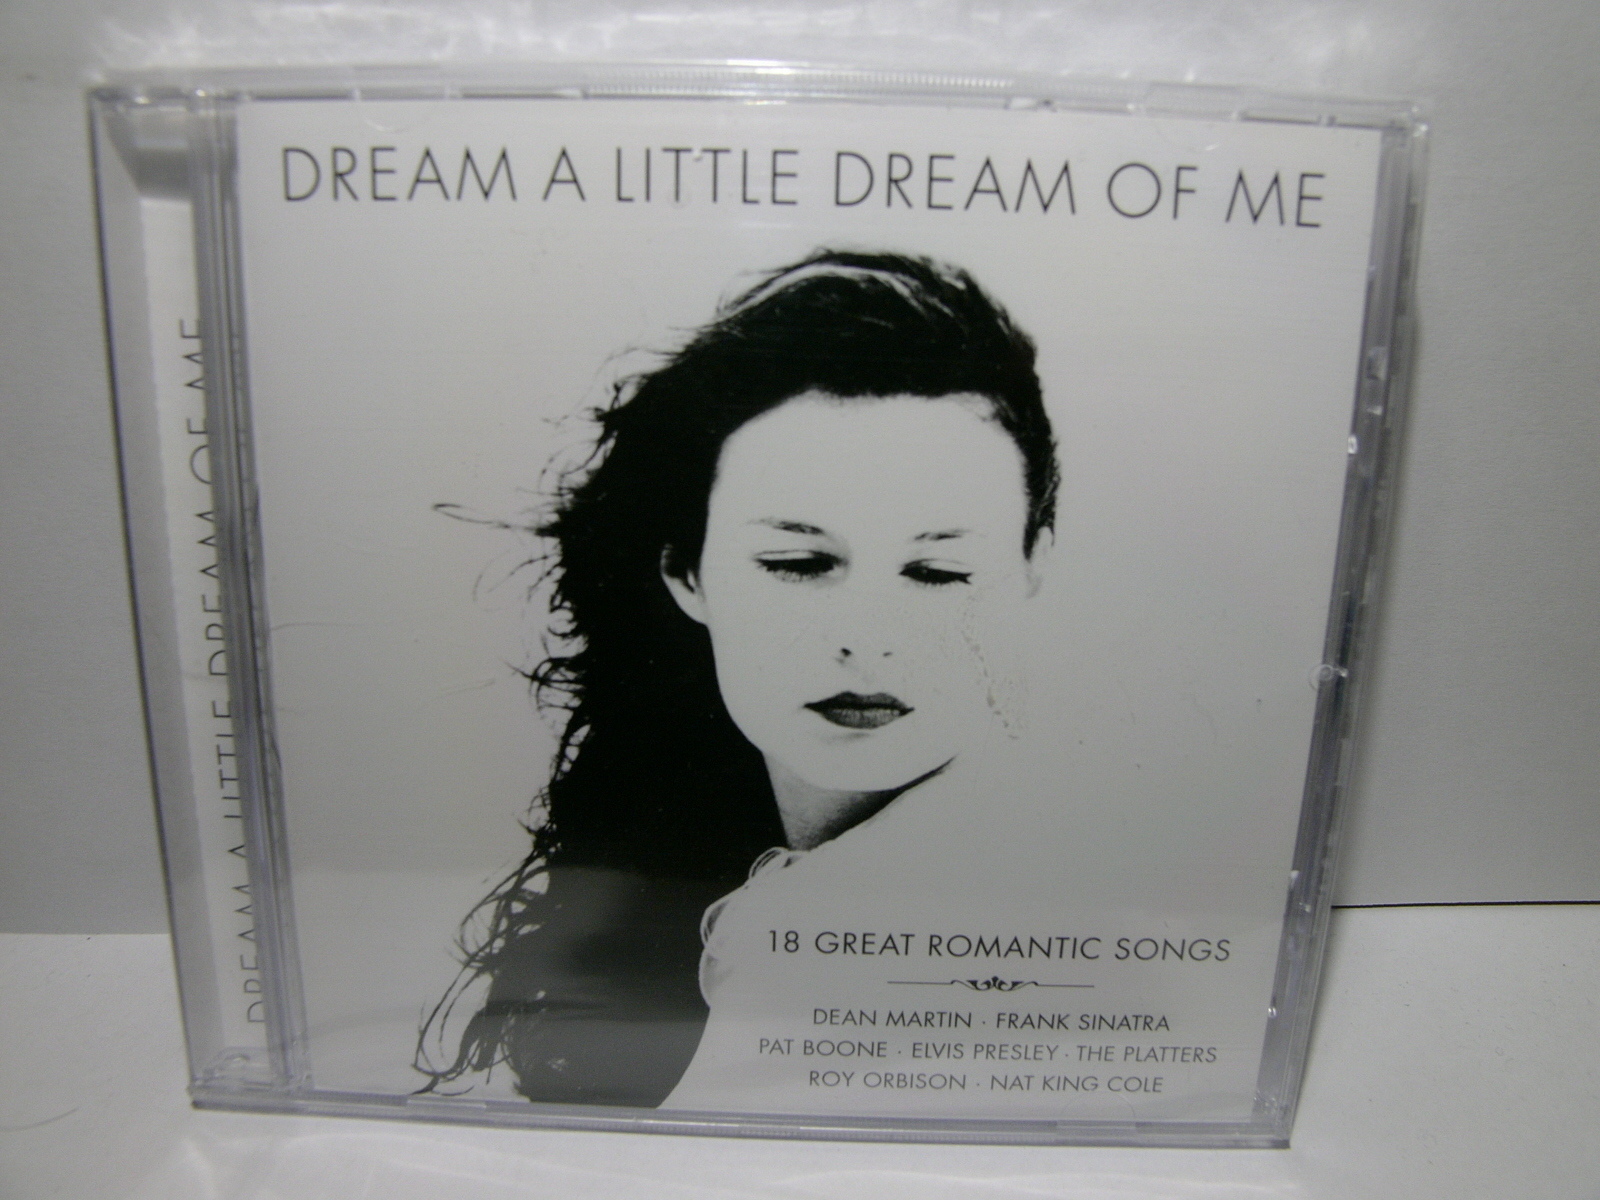 DREAM A LITTLE DREAM OF ME
DREAM A LITTLE DREAM OF ME
18 GREAT ROMANTIC SONGS
DEAN MARTIN · FRANK SINATRA
PAT BOONE · ELVIS PRESLEY · THE PLATTERS
ROY ORBISON · NAT KING COLE